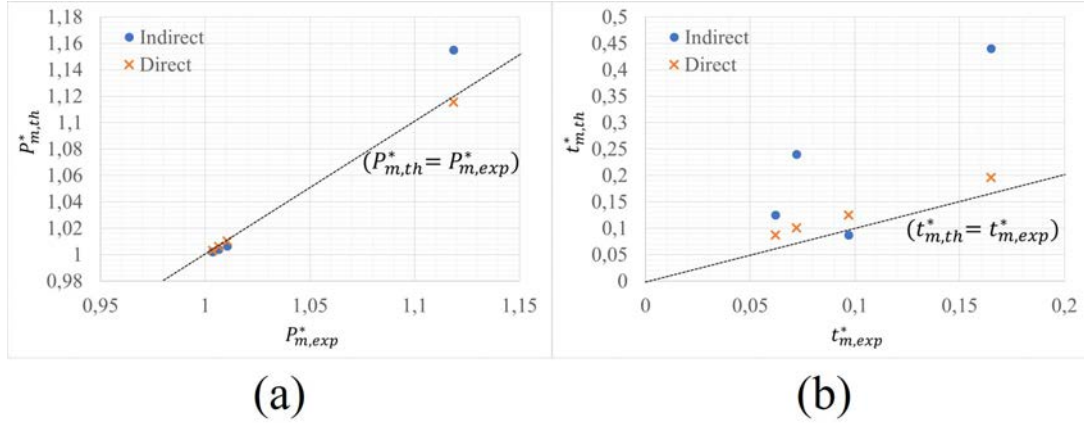 1,18
1,16
1,14
1,12
1,1
1,08
1,06
1,04
1,02
1
0,98
P*m,th
Indirect
Direct
(P*m,th = P*m,exp)
0,95
1
1,05
1,1
1,15
P*m,exp
(a)
0,5
0,45
0,4
0,35
0,3
0,25
0,2
0,15
0,1
0,05
0
t*m,th
Indirect
Direct
(t*m,th = t*m,exp)
0
0,05
0,1
0,15
0,2
t*m,exp
(b)